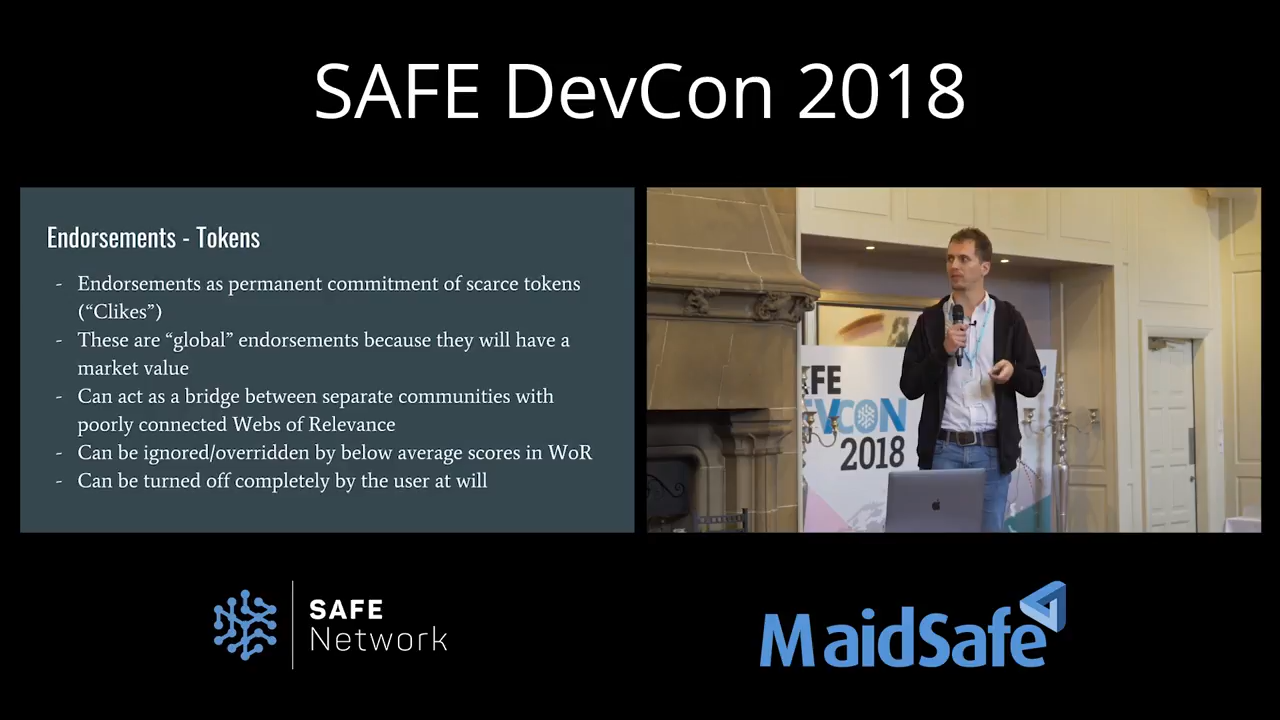 SAFE DevCon 2018
Endorsements - Tokens
- Endorsements as permanent commitment of scarce tokens
(“Clikes”)
- These are “global” endorsements because they will have a
market value
- Can act as a bridge between separate communities with
poorly connected Webs of Relevance
- Can be ignored/overridden by below average scores in WoR
- Can be turned off completely by the user at will
AFE
EVCON
2018
SAFE
Network
MaidSafe